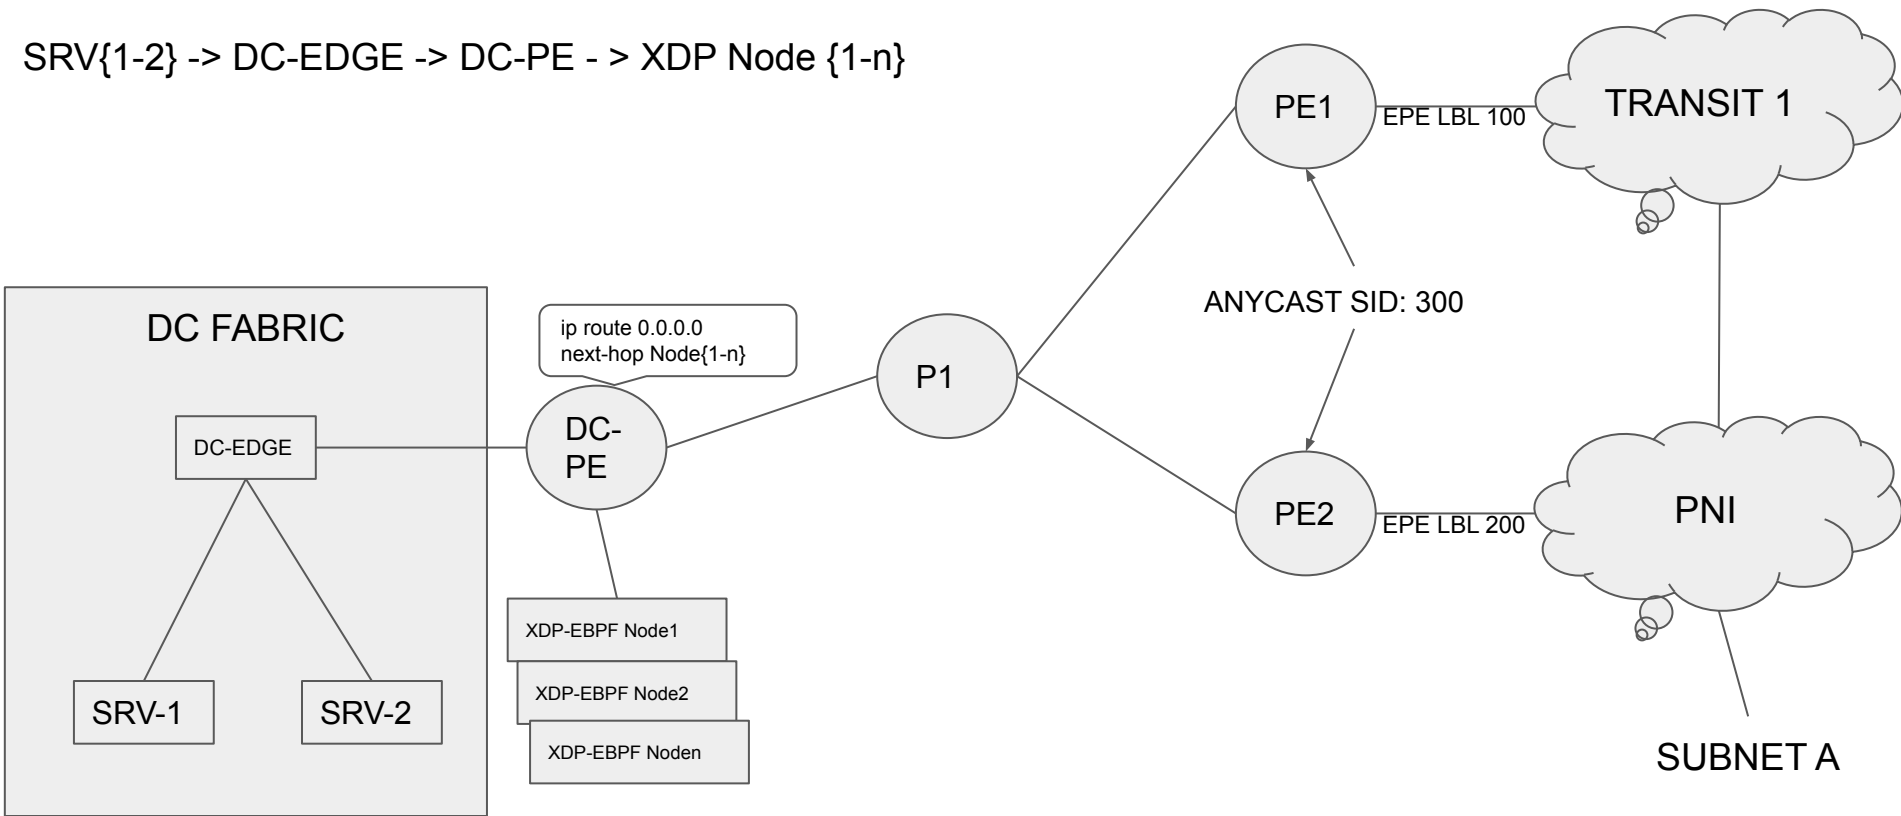 SRV{1-2} -> DC-EDGE -> DC-PE - > XDP Node {1-n}
PE1
EPE LBL 100
TRANSIT 1
ANYCAST SID: 300
DC FABRIC
ip route 0.0.0.0
next-hop Node{1-n}
P1
DC-EDGE
DC-
PE
PE2
EPE LBL 200
PNI
XDP-EBPF Node1
XDP-EBPF Node2
XDP-EBPF Noden
SRV-1
SRV-2
SUBNET A